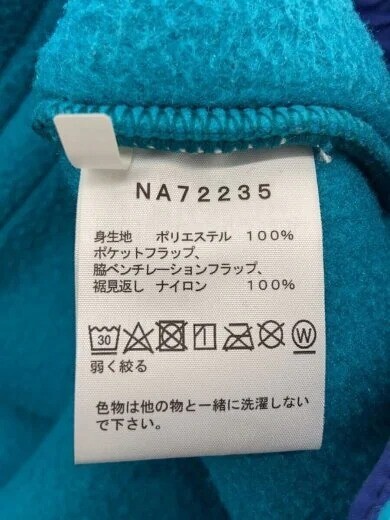 NA72235
身生地 ポリエステル 100%
ポケットフラップ、
脇ベンチレーションフラップ、
裾見返し ナイロン 100%
30 W
弱く絞る
色物は他の物と一緒に洗濯しない
で下さい。